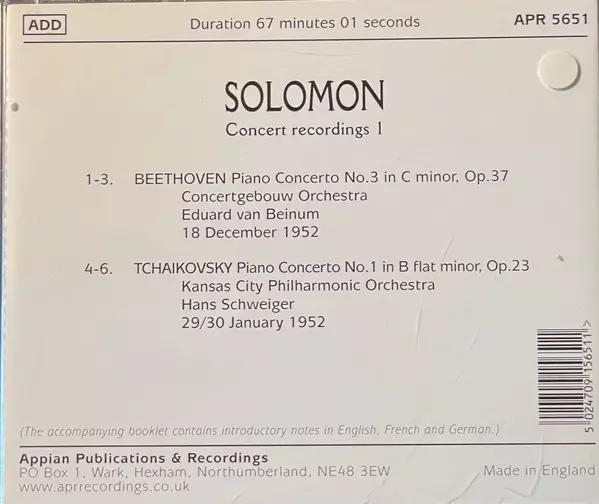 ADD
Duration 67 minutes 01 seconds
APR 5651
SOLOMON
Concert recordings 1
1-3. BEETHOVEN Piano Concerto No.3 in C minor, Op.37
Concertgebouw Orchestra
Eduard van Beinum
18 December 1952
4-6. TCHAIKOVSKY Piano Concerto No.1 in B flat minor, Op.23
Kansas City Philharmonic Orchestra
Hans Schweiger
29/30 January 1952
5 024709 156511 >
(The accompanying booklet contains introductory notes in English, French and German.)
Appian Publications & Recordings
PO Box 1, Wark, Hexham, Northumberland, NE48 3EW
www.aprrecordings.co.uk
Made in England